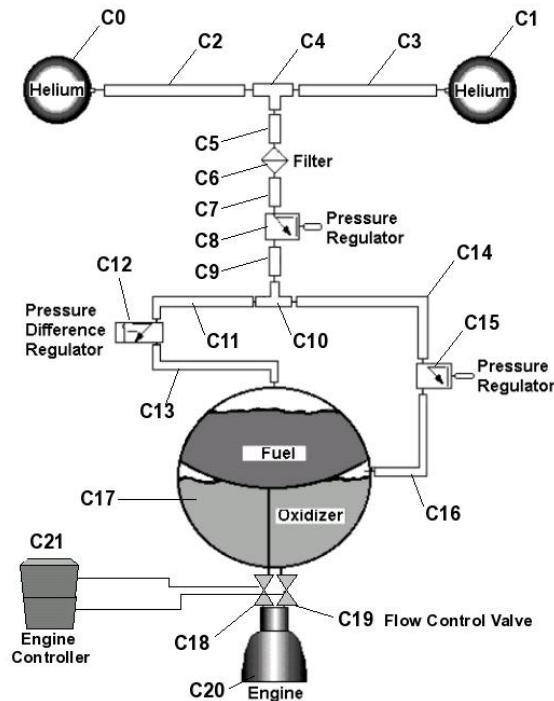 C0
C1
C2
C4
C3
Helium
Helium
C5
C6
Filter
C7
C8
Pressure
Regulator
C9
C12
C14
Pressure
Difference
Regulator
C11
C10
C15
Pressure
Regulator
C13
Fuel
C17
Oxidizer
C16
C21
Engine
Controller
C18
C19
Flow Control Valve
C20
Engine